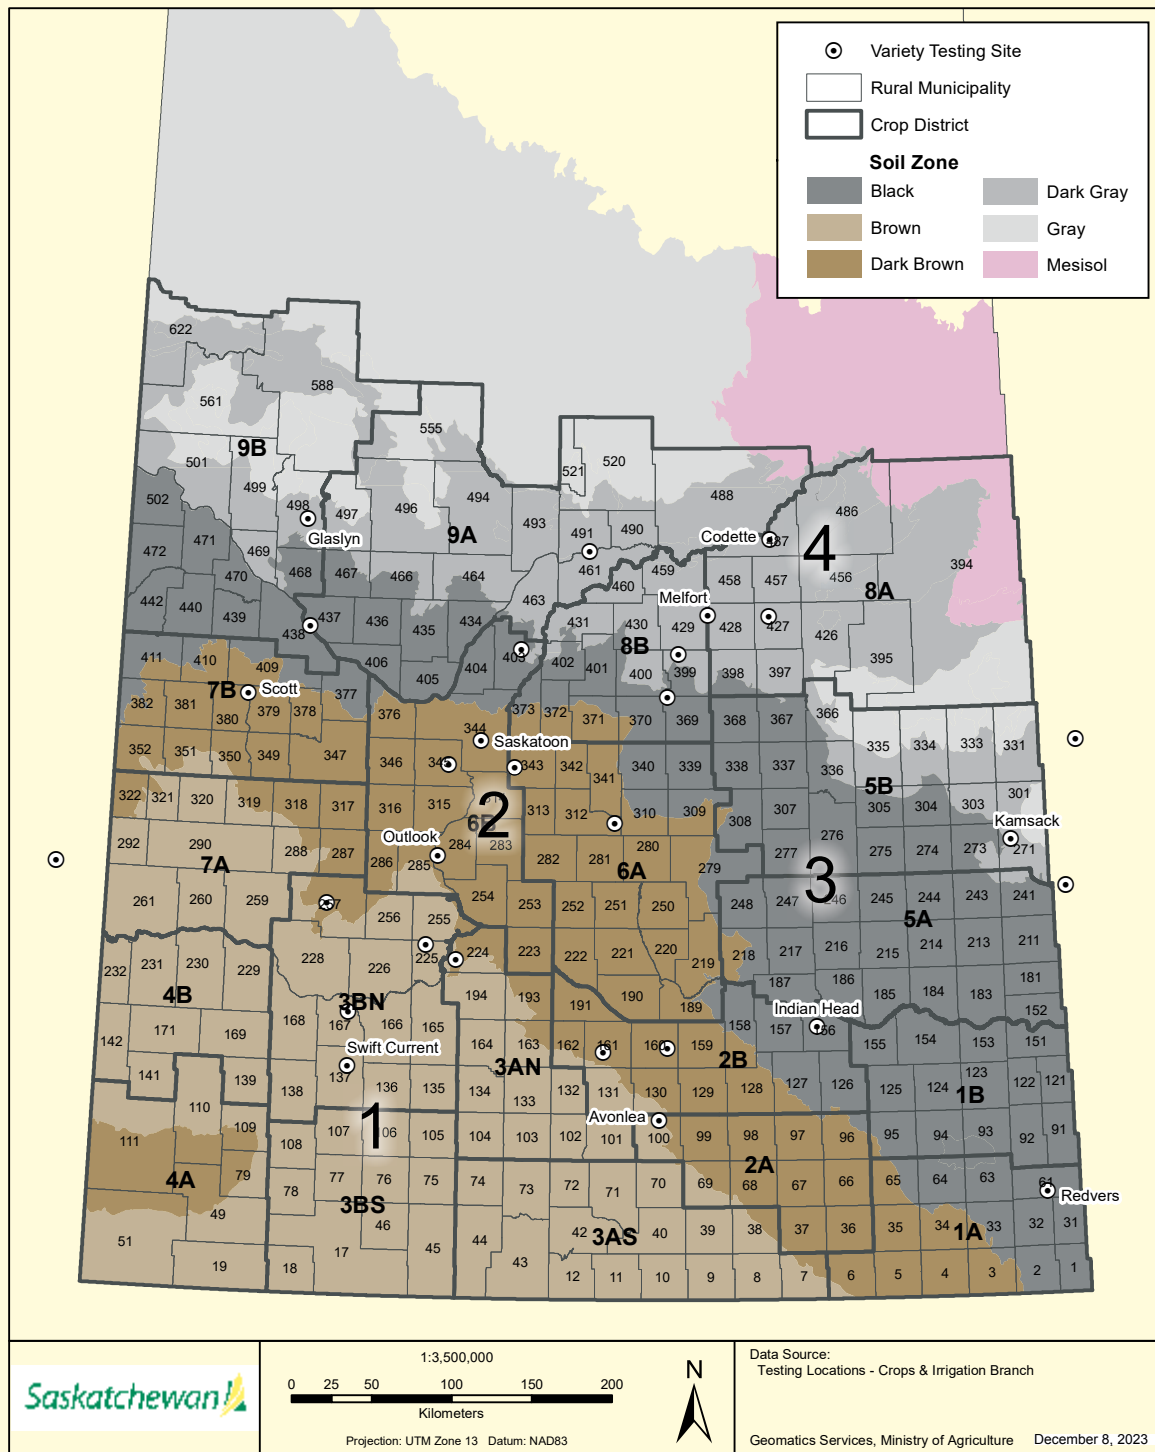 Variety Testing Site
Rural Municipality
Crop District
Soil Zone
Black Dark Gray
Brown Gray
Dark Brown Mesisol
622
588
561
555
9B
501
520
521
499
494
502
498 497 496 488
486
493
Glaslyn
9A
491 490
Codette
487
4
471
472
469
394
470 468 467 466 464 461 459 458 457 456
460
8A
442 440 439
463
Melfort
438 437 436 435 434 431 430 429 428 427 426
8B
411 410 409 406 405 404 403 402 401 400 399 398 397 395
7B
Scott
377
382 381 380 379 378 376 373 372 371 370 369 368 367 366
344
Saskatoon
352 351 350 349 347 346 345 343 342 341 340 339 338 337 336 335 334 333 331
5B
322 321 320 319 318 317 316 315 313 312 310 309 308 307 305 304 303 301
2
6B
Kamsack
Outlook
292 290 288 287 286 285 284 283 282 281 280 279 277 276 275 274 273 271
7A
6A
3
261 260 259 257 256 255 254 253 252 251 250 248 247 246 245 244 243 241
5A
232 231 230 229 228 226 225 224 223 222 221 220 219 218 217 216 215 214 213 211
4B
3BN
194 193 191 190 189 187 186 185 184 183 181
Indian Head
152
142 171 169 168 167 166 165 164 163 162 161 160 159 158 157 156 155 154 153 151
Swift Current
3AN
2B
141 139 138 137 136 135 134 133 132 131 130 129 128 127 126 125 124 123 122 121
1B
110
Avonlea
111 109 108 107 106 105 104 103 102 101 100 99 98 97 96 95 94 93 92 91
1
2A
4A
79 78 77 76 75 74 73 72 71 70 69 68 67 66 65 64 63 61
Redvers
3BS
49 46
51 17 45 44 43 42 40 39 38 37 36 35 34 33 32 31
3AS
1A
19 18 12 11 10 9 8 7 6 5 4 3 2 1
Saskatchewan
1:3,500,000
0 25 50 100 150 200
Kilometers
Projection: UTM Zone 13 Datum: NAD83
N
Data Source:
Testing Locations - Crops & Irrigation Branch
Geomatics Services, Ministry of Agriculture December 8, 2023